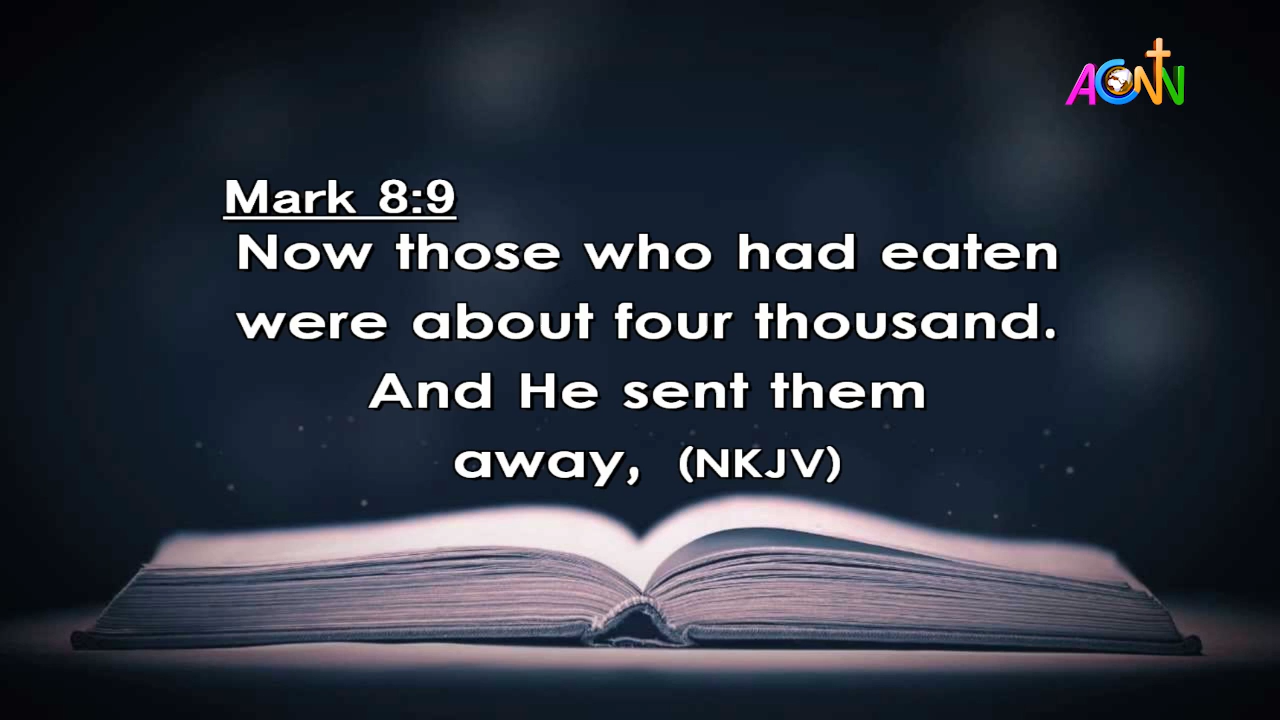 ACNN
Mark 8:9
Now those who had eaten
were about four thousand.
And He sent them
away, (NKJV)